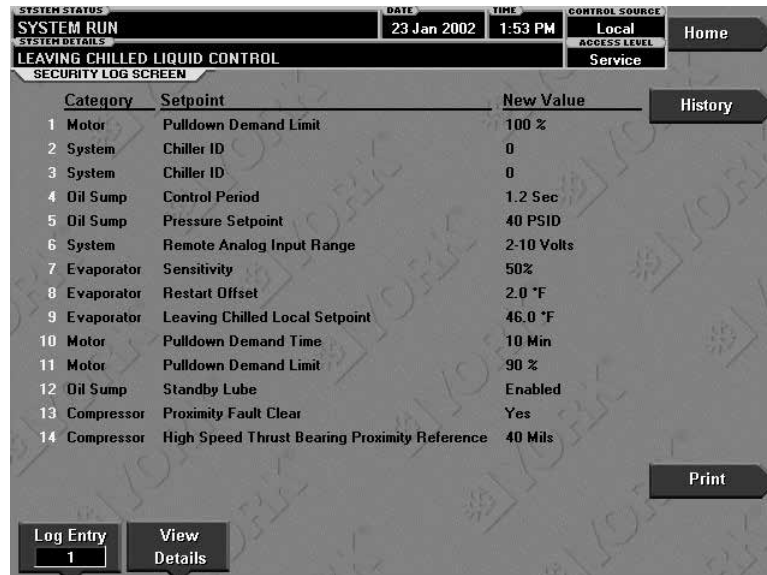 SYSTEM STATUS
SYSTEM RUN
DATE
23 Jan 2002
TIME
1:53 PM
CONTROL SOURCE
Local
SYSTEM DETAILS
LEAVING CHILLED LIQUID CONTROL
ACCESS LEVEL
Service
Home
SECURITY LOG SCREEN
History
Category Setpoint New Value
1 Motor Pulldown Demand Limit 100 %
2 System Chiller ID 0
3 System Chiller ID 0
4 Oil Sump Control Period 1.2 Sec
5 Oil Sump Pressure Setpoint 40 PSID
6 System Remote Analog Input Range 2-10 Volts
7 Evaporator Sensitivity 50%
8 Evaporator Restart Offset 2.0 °F
9 Evaporator Leaving Chilled Local Setpoint 46.0 °F
10 Motor Pulldown Demand Time 10 Min
11 Motor Pulldown Demand Limit 90 %
12 Oil Sump Standby Lube Enabled
13 Compressor Proximity Fault Clear Yes
14 Compressor High Speed Thrust Bearing Proximity Reference 40 Mils
Print
Log Entry
1
View
Details
YORK